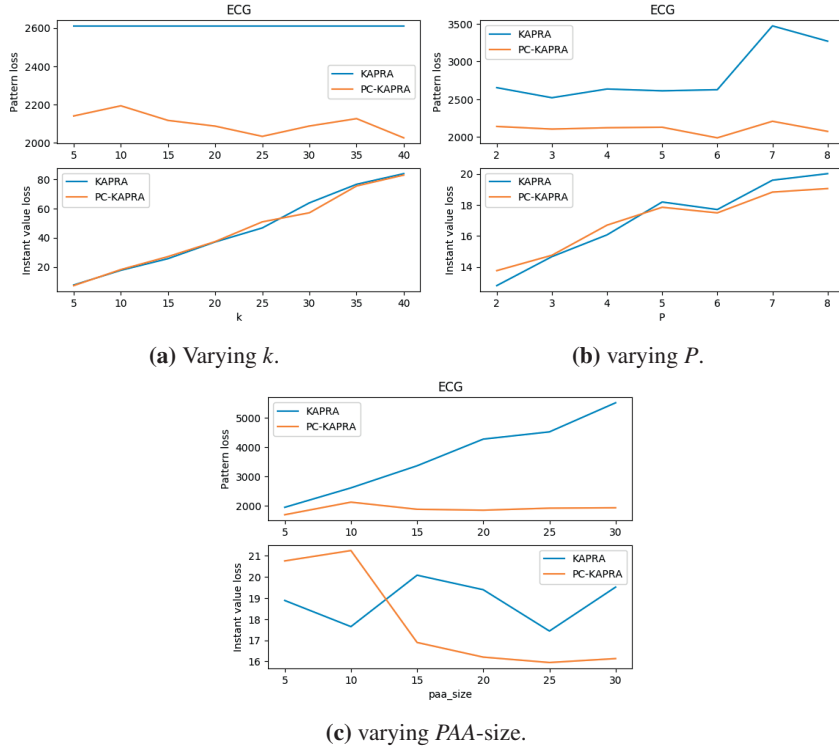 ECG
2600
2400
2200
2000
Pattern loss
KAPRA
PC-KAPRA
5 10 15 20 25 30 35 40
80
60
40
20
Instant value loss
KAPRA
PC-KAPRA
5 10 15 20 25 30 35 40
k
(a) Varying k.
ECG
3500
3000
2500
2000
Pattern loss
KAPRA
PC-KAPRA
2 3 4 5 6 7 8
20
18
16
14
Instant value loss
KAPRA
PC-KAPRA
2 3 4 5 6 7 8
P
(b) varying P.
ECG
5000
4000
3000
2000
Pattern loss
KAPRA
PC-KAPRA
5 10 15 20 25 30
21
20
19
18
17
16
Instant value loss
KAPRA
PC-KAPRA
5 10 15 20 25 30
paa_size
(c) varying PAA-size.